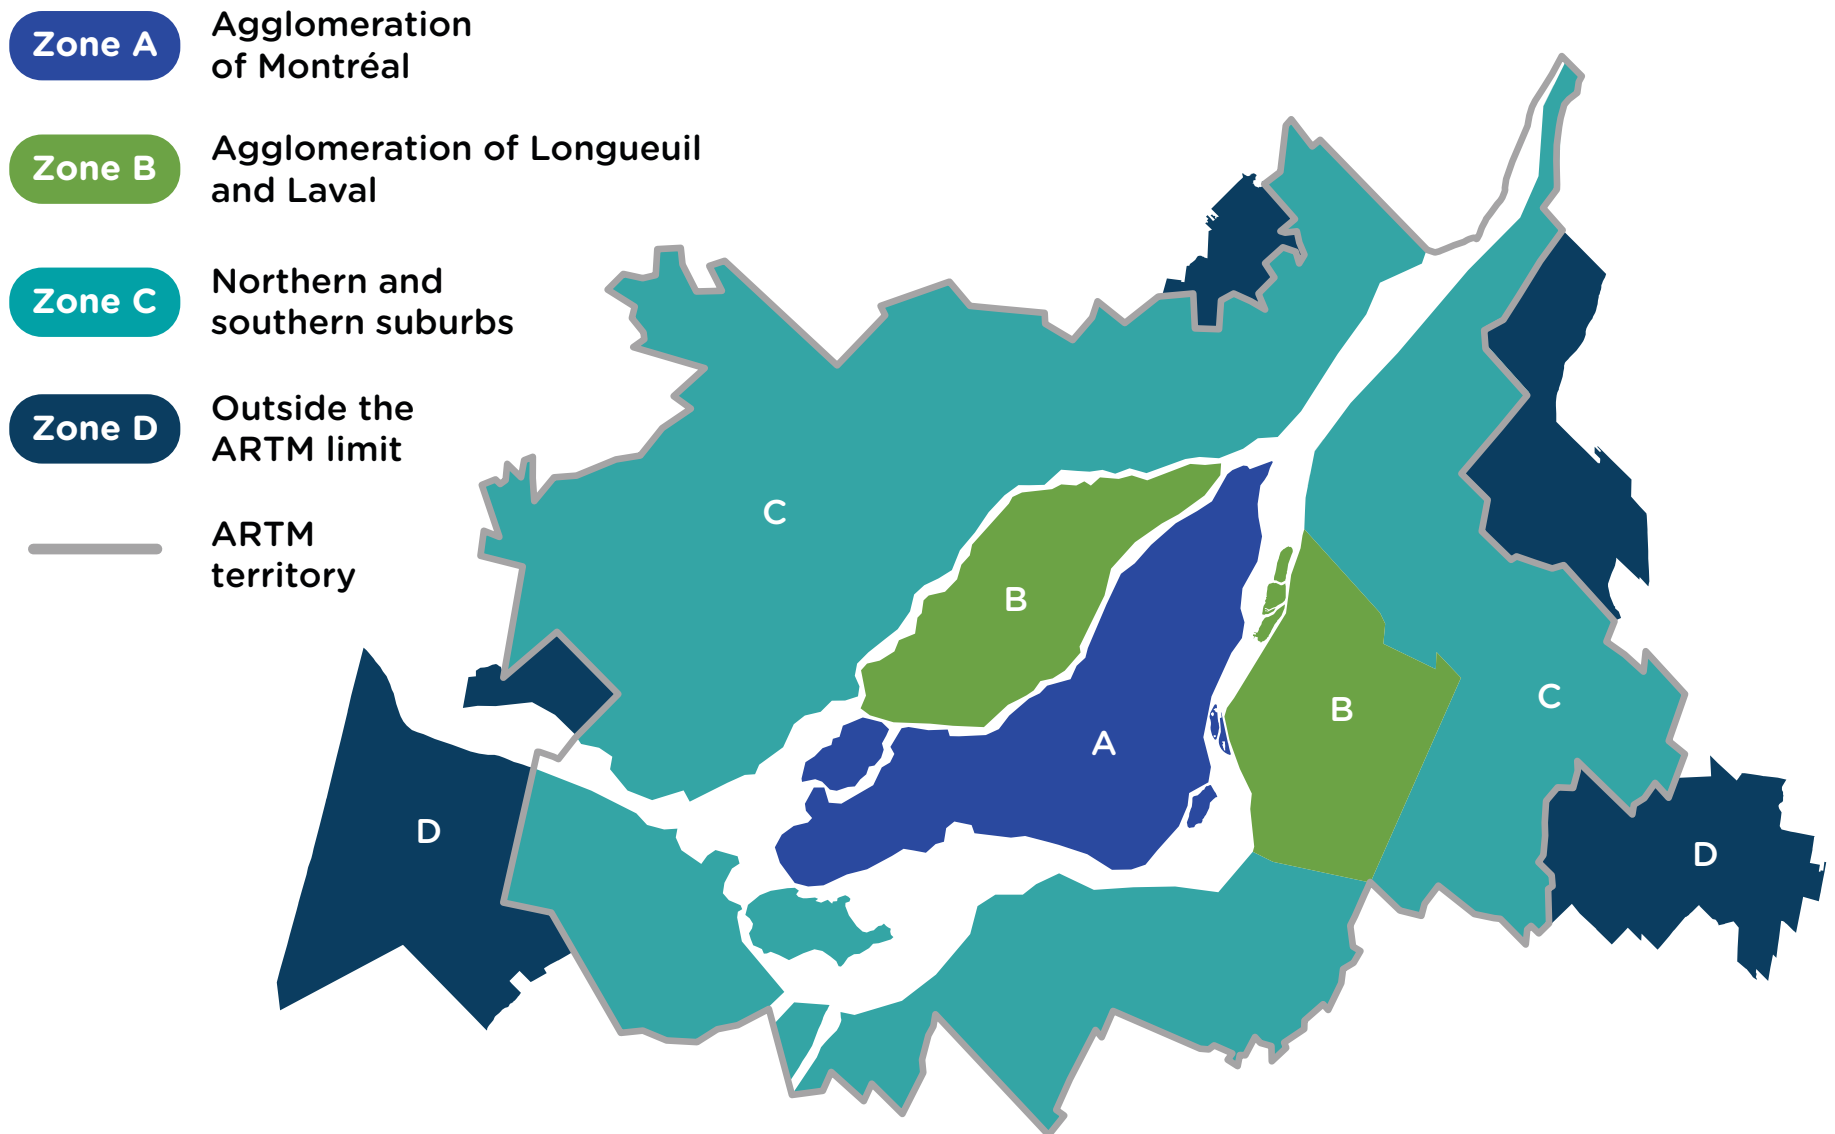 Zone A
Agglomeration
of Montréal
Zone B
Agglomeration of Longueuil
and Laval
Zone C
Northern and
southern suburbs
Zone D
Outside the
ARTM limit
ARTM
territory
C
B
A
B
C
D
D